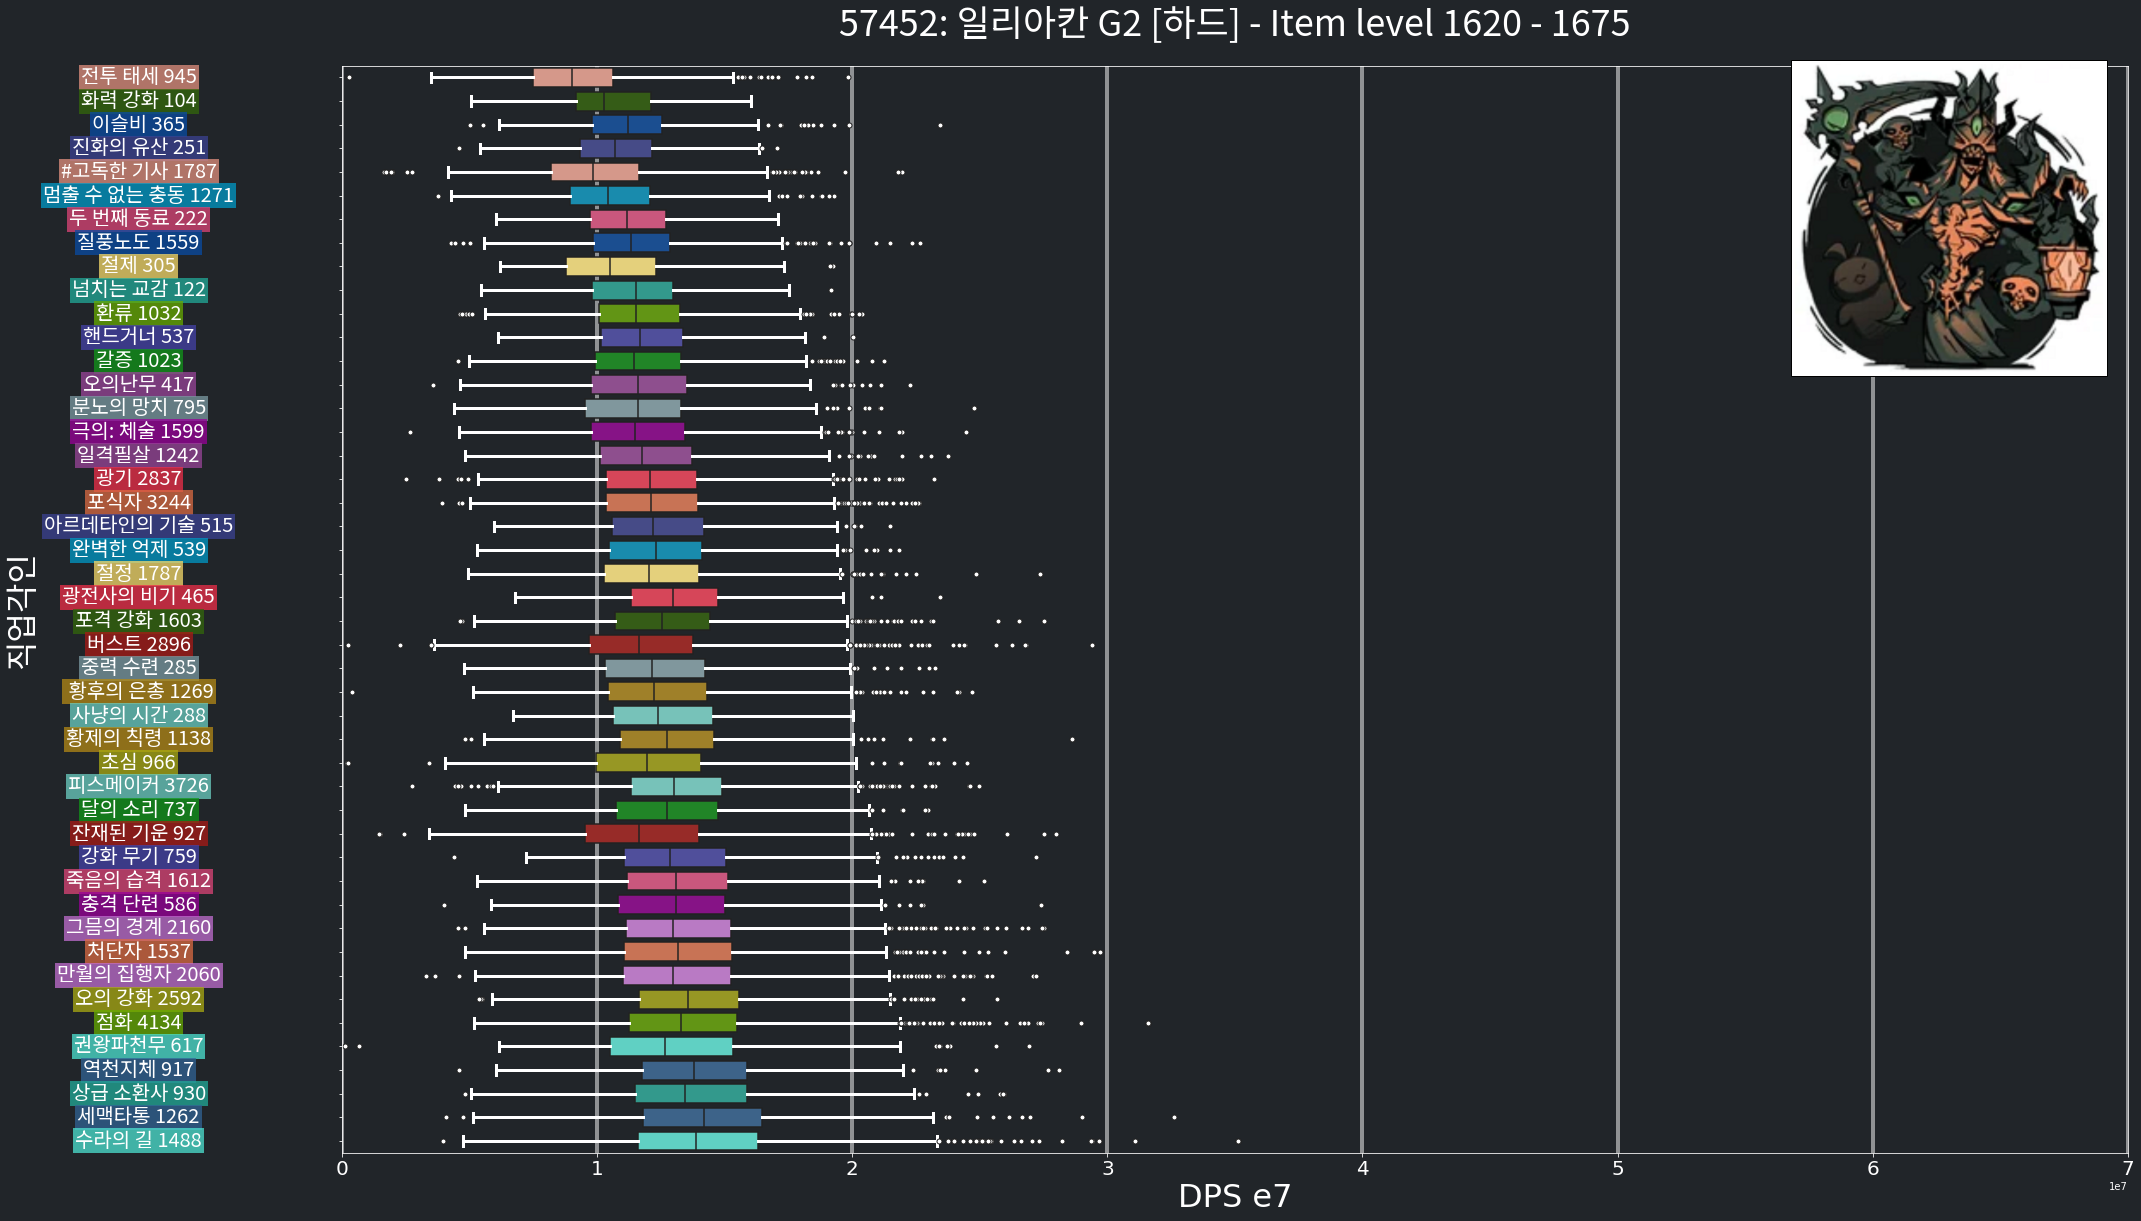 57452: 일리아칸 G2 [하드] - Item level 1620 - 1675
직업각인
전투 태세 945
화력 강화 104
이슬비 365
진화의 유산 251
#고독한 기사 1787
멈출 수 없는 충동 1271
두 번째 동료 222
질풍노도 1559
절제 305
넘치는 교감 122
환류 1032
핸드거너 537
갈증 1023
오의난무 417
분노의 망치 795
극의: 체술 1599
일격필살 1242
광기 2837
포식자 3244
아르데타인의 기술 515
완벽한 억제 539
절정 1787
광전사의 비기 465
포격 강화 1603
버스트 2896
중력 수련 285
황후의 은총 1269
사냥의 시간 288
황제의 칙령 1138
초심 966
피스메이커 3726
달의 소리 737
잔재된 기운 927
강화 무기 759
죽음의 습격 1612
충격 단련 586
그믐의 경계 2160
처단자 1537
만월의 집행자 2060
오의 강화 2592
점화 4134
권왕파천무 617
역천지체 917
상급 소환사 930
세맥타통 1262
수라의 길 1488
0 1 2 3 4 5 6 7
1e7
DPS e7